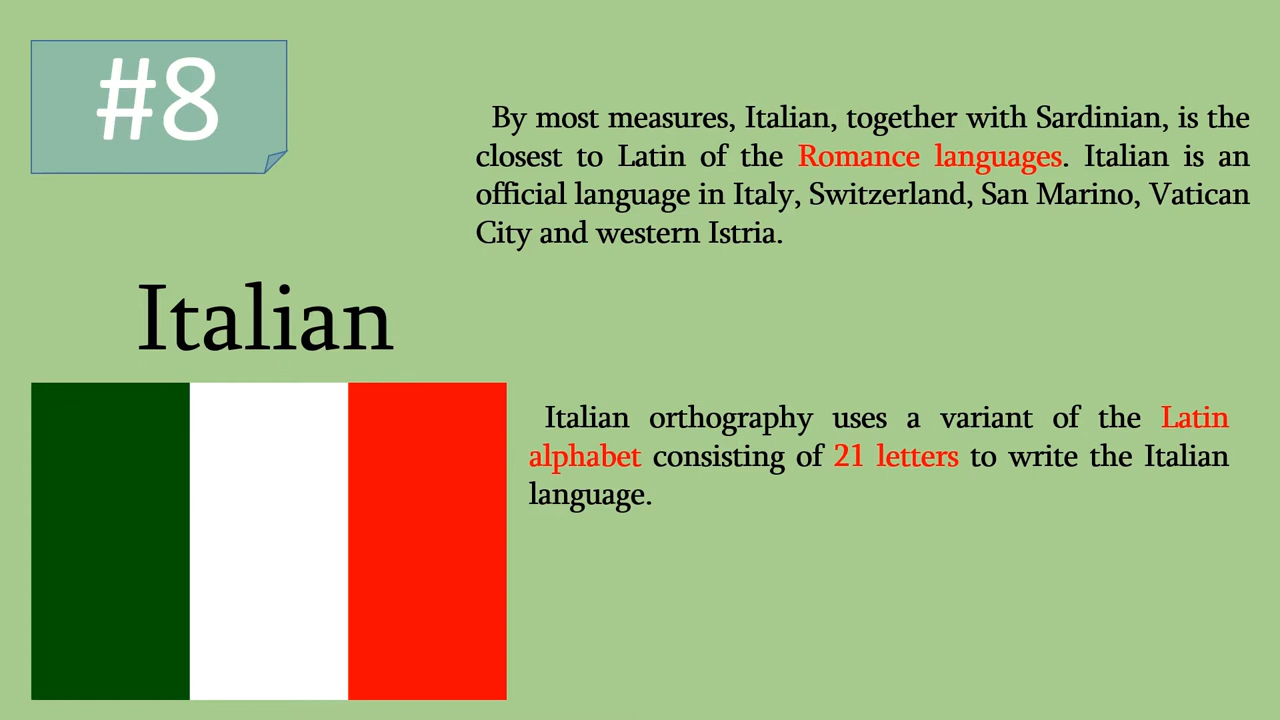 #8
By most measures, Italian, together with Sardinian, is the
closest to Latin of the Romance languages. Italian is an
official language in Italy, Switzerland, San Marino, Vatican
City and western Istria.
Italian
Italian orthography uses a variant of the Latin
alphabet consisting of 21 letters to write the Italian
language.